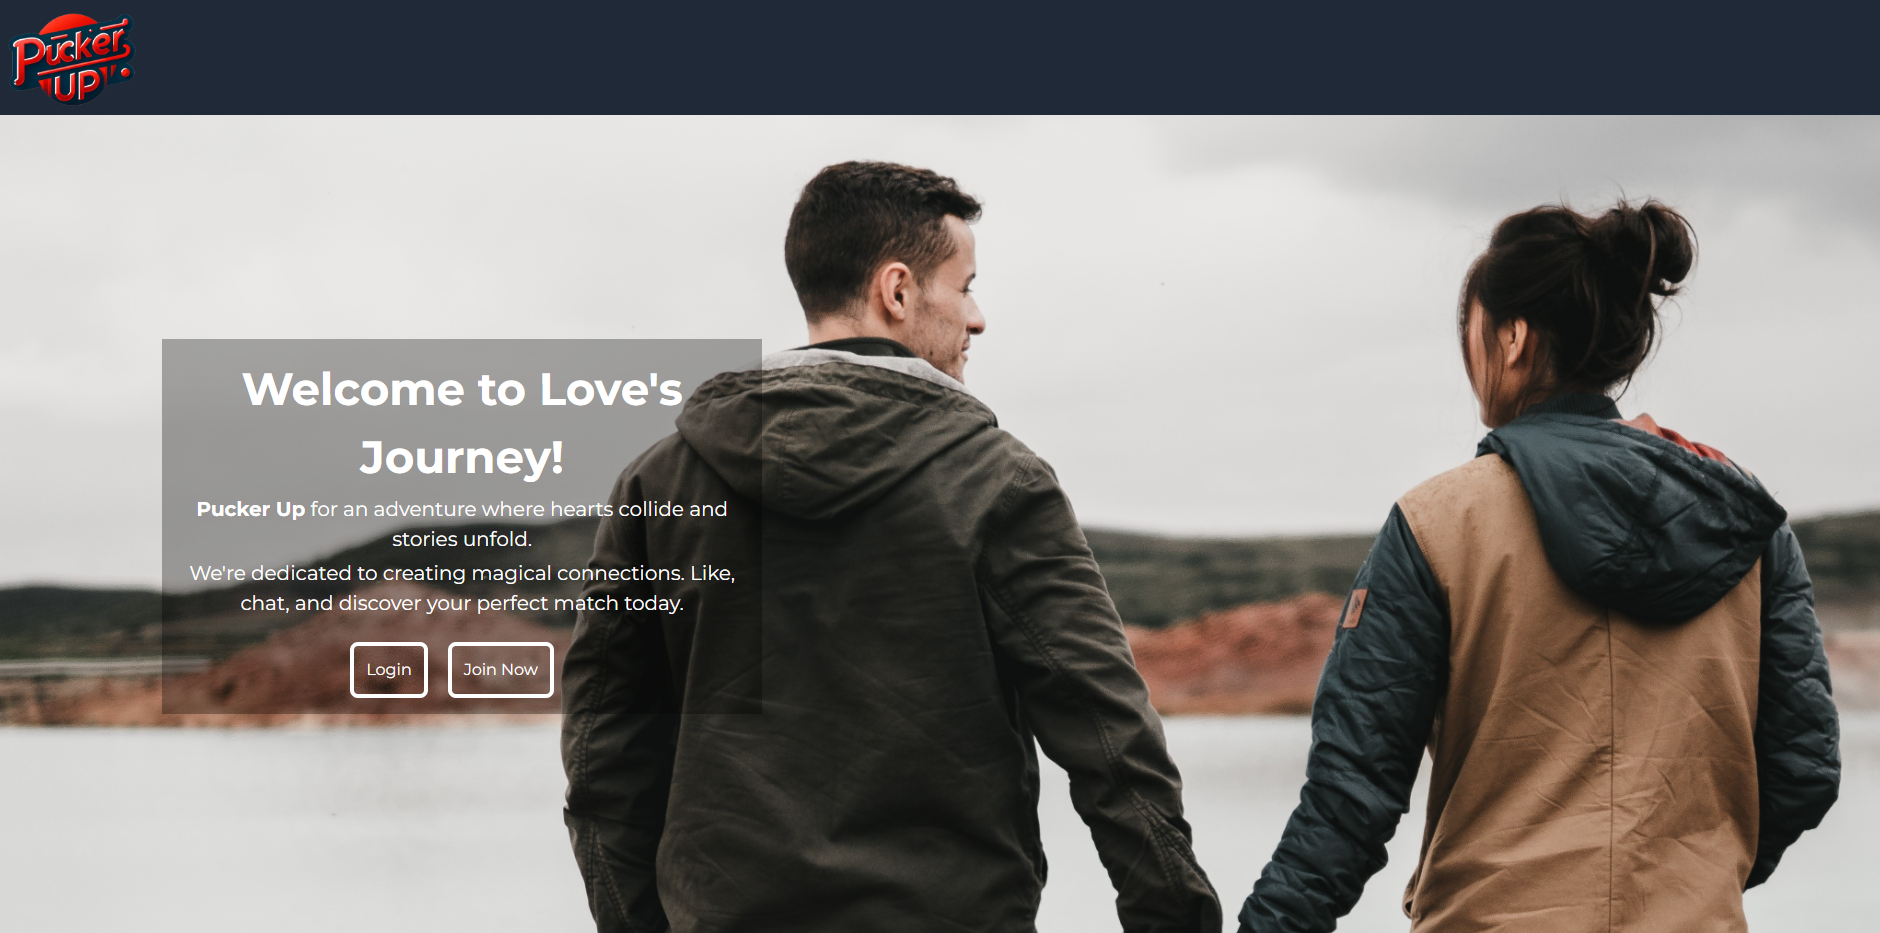 Pucker
UP
Welcome to Love's
Journey!
Pucker Up for an adventure where hearts collide and
stories unfold.
We're dedicated to creating magical connections. Like,
chat, and discover your perfect match today.
Login
Join Now